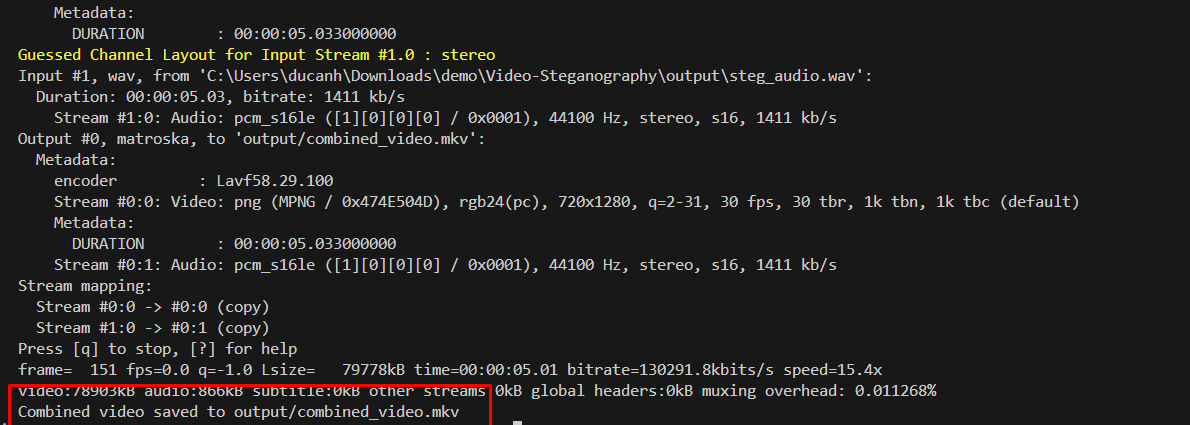 Metadata:
DURATION : 00:00:05.033000000
Guessed Channel Layout for Input Stream #1.0 : stereo
Input #1, wav, from 'C:\Users\ducanh\Downloads\demo\Video-Steganography\output\steg_audio.wav':
Duration: 00:00:05.03, bitrate: 1411 kb/s
Stream #1:0: Audio: pcm_s16le ([1][0][0][0] / 0x0001), 44100 Hz, stereo, s16, 1411 kb/s
Output #0, matroska, to 'output/combined_video.mkv':
Metadata:
encoder : Lavf58.29.100
Stream #0:0: Video: png (MPNG / 0x474E504D), rgb24(pc), 720x1280, q=2-31, 30 fps, 30 tbr, 1k tbn, 1k tbc (default)
Metadata:
DURATION : 00:00:05.033000000
Stream #0:1: Audio: pcm_s16le ([1][0][0][0] / 0x0001), 44100 Hz, stereo, s16, 1411 kb/s
Stream mapping:
Stream #0:0 -> #0:0 (copy)
Stream #1:0 -> #0:1 (copy)
Press [q] to stop, [?] for help
frame= 151 fps=0.0 q=-1.0 Lsize= 79778kB time=00:00:05.01 bitrate=130291.8kbits/s speed=15.4x
video:78903kB audio:866kB subtitle:0kB other streams:0kB global headers:0kB muxing overhead: 0.011268%
Combined video saved to output/combined_video.mkv